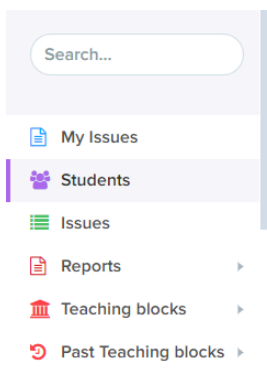 Search...
My Issues
Students
Issues
Reports
Teaching blocks
Past Teaching blocks